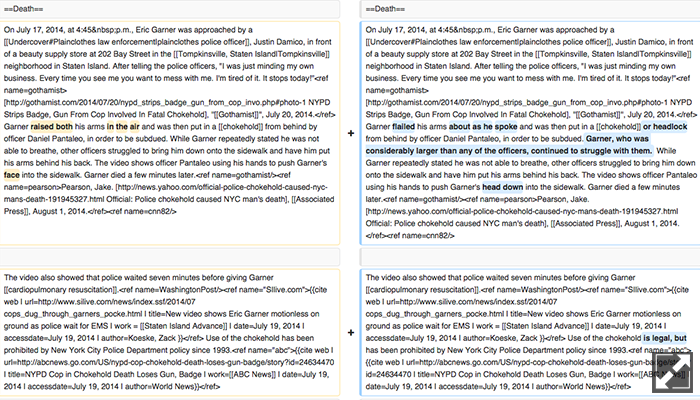 ==Death==
On July 17, 2014, at 4:45&nbsp;p.m., Eric Garner was approached by a
[[Undercover#Plainclothes law enforcement|plainclothes police officer]], Justin Damico, in front
of a beauty supply store at 202 Bay Street in the [[Tompkinsville, Staten Island|Tompkinsville]]
neighborhood in Staten Island. After telling the police officers, "I was just minding my own
business. Every time you see me you want to mess with me. I'm tired of it. It stops today!"<ref
name=gothamist>
[http://gothamist.com/2014/07/20/nypd_strips_badge_gun_from_cop_invo.php#photo-1 NYPD
Strips Badge, Gun From Cop Involved In Fatal Chokehold], ''[[Gothamist]]'', July 20, 2014.</ref>
Garner raised both his arms in the air and was then put in a [[chokehold]] from behind by
officer Daniel Pantaleo, in order to be subdued. While Garner repeatedly stated he was not
able to breathe, other officers struggled to bring him down onto the sidewalk and have him put
his arms behind his back. The video shows officer Pantaleo using his hands to push Garner's
face into the sidewalk. Garner died a few minutes later.<ref name=gothamist/><ref
name=pearson>Pearson, Jake. [http://news.yahoo.com/official-police-chokehold-caused-nyc-
mans-death-191945327.html Official: Police chokehold caused NYC man's death], [[Associated
Press]], August 1, 2014.</ref><ref name=cnn82/>
The video also showed that police waited seven minutes before giving Garner
[[cardiopulmonary resuscitation]].<ref name=WashingtonPost/><ref name="SIlive.com">{{cite
web | url=http://www.silive.com/news/index.ssf/2014/07
cops_dug_through_garners_pocke.html | title=New video shows Eric Garner motionless on
ground as police wait for EMS | work = [[Staten Island Advance]] | date=July 19, 2014 |
accessdate=July 19, 2014 | author=Koeske, Zack }}</ref> Use of the chokehold has been
prohibited by New York City Police Department policy since 1993.<ref name="abc">{{cite web |
url=http://abcnews.go.com/US/nypd-cop-chokehold-death-loses-gun-badge/story?id=24634470
| title=NYPD Cop in Chokehold Death Loses Gun, Badge | work=[[ABC News]] | date=July
19, 2014 | accessdate=July 19, 2014 | author=World News}}</ref>
==Death==
On July 17, 2014, at 4:45&nbsp;p.m., Eric Garner was approached by a
[[Undercover#Plainclothes law enforcement|plainclothes police officer]], Justin Damico, in front
of a beauty supply store at 202 Bay Street in the [[Tompkinsville, Staten Island|Tompkinsville]]
neighborhood in Staten Island. After telling the police officers, "I was just minding my own
business. Every time you see me you want to mess with me. I'm tired of it. It stops today!"<ref
name=gothamist>
[http://gothamist.com/2014/07/20/nypd_strips_badge_gun_from_cop_invo.php#photo-1 NYPD
Strips Badge, Gun From Cop Involved In Fatal Chokehold], ''[[Gothamist]]'', July 20, 2014.</ref>
+ Garner flailed his arms about as he spoke and was then put in a [[chokehold]] or headlock
from behind by officer Daniel Pantaleo, in order to be subdued. Garner, who was
considerably larger than any of the officers, continued to struggle with them. While
Garner repeatedly stated he was not able to breathe, other officers struggled to bring him down
onto the sidewalk and have him put his arms behind his back. The video shows officer Pantaleo
using his hands to push Garner's head down into the sidewalk. Garner died a few minutes
later.<ref name=gothamist/><ref name=pearson>Pearson, Jake.
[http://news.yahoo.com/official-police-chokehold-caused-nyc-mans-death-191945327.html
Official: Police chokehold caused NYC man's death], [[Associated Press]], August 1, 2014.
</ref><ref name=cnn82/>
The video also showed that police waited seven minutes before giving Garner
[[cardiopulmonary resuscitation]].<ref name=WashingtonPost/><ref name="SIlive.com">{{cite
web | url=http://www.silive.com/news/index.ssf/2014/07
cops_dug_through_garners_pocke.html | title=New video shows Eric Garner motionless on
ground as police wait for EMS | work = [[Staten Island Advance]] | date=July 19, 2014 |
+ accessdate=July 19, 2014 | author=Koeske, Zack }}</ref> Use of the chokehold is legal, but
has been prohibited by New York City Police Department policy since 1993.<ref name="abc">
{{cite web | url=http://abcnews.go.com/US/nypd-cop-chokehold-death-loses-gun-badge/story?
id=24634470 | title=NYPD Cop in Chokehold Death Loses Gun, Badge | work=[[ABC News]] |
date=July 19, 2014 | accessdate=July 19, 2014 | author=World News}}</ref>